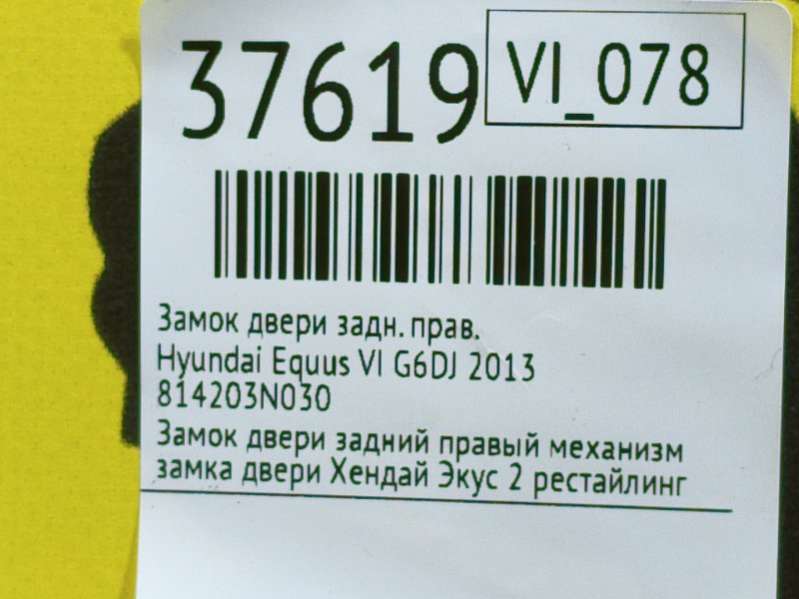 37619
VI_078
Замок двери задн. прав.
Hyundai Equus VI G6DJ 2013
814203N030
Замок двери задний правый механизм
замка двери Хендай Экус 2 рестайлинг